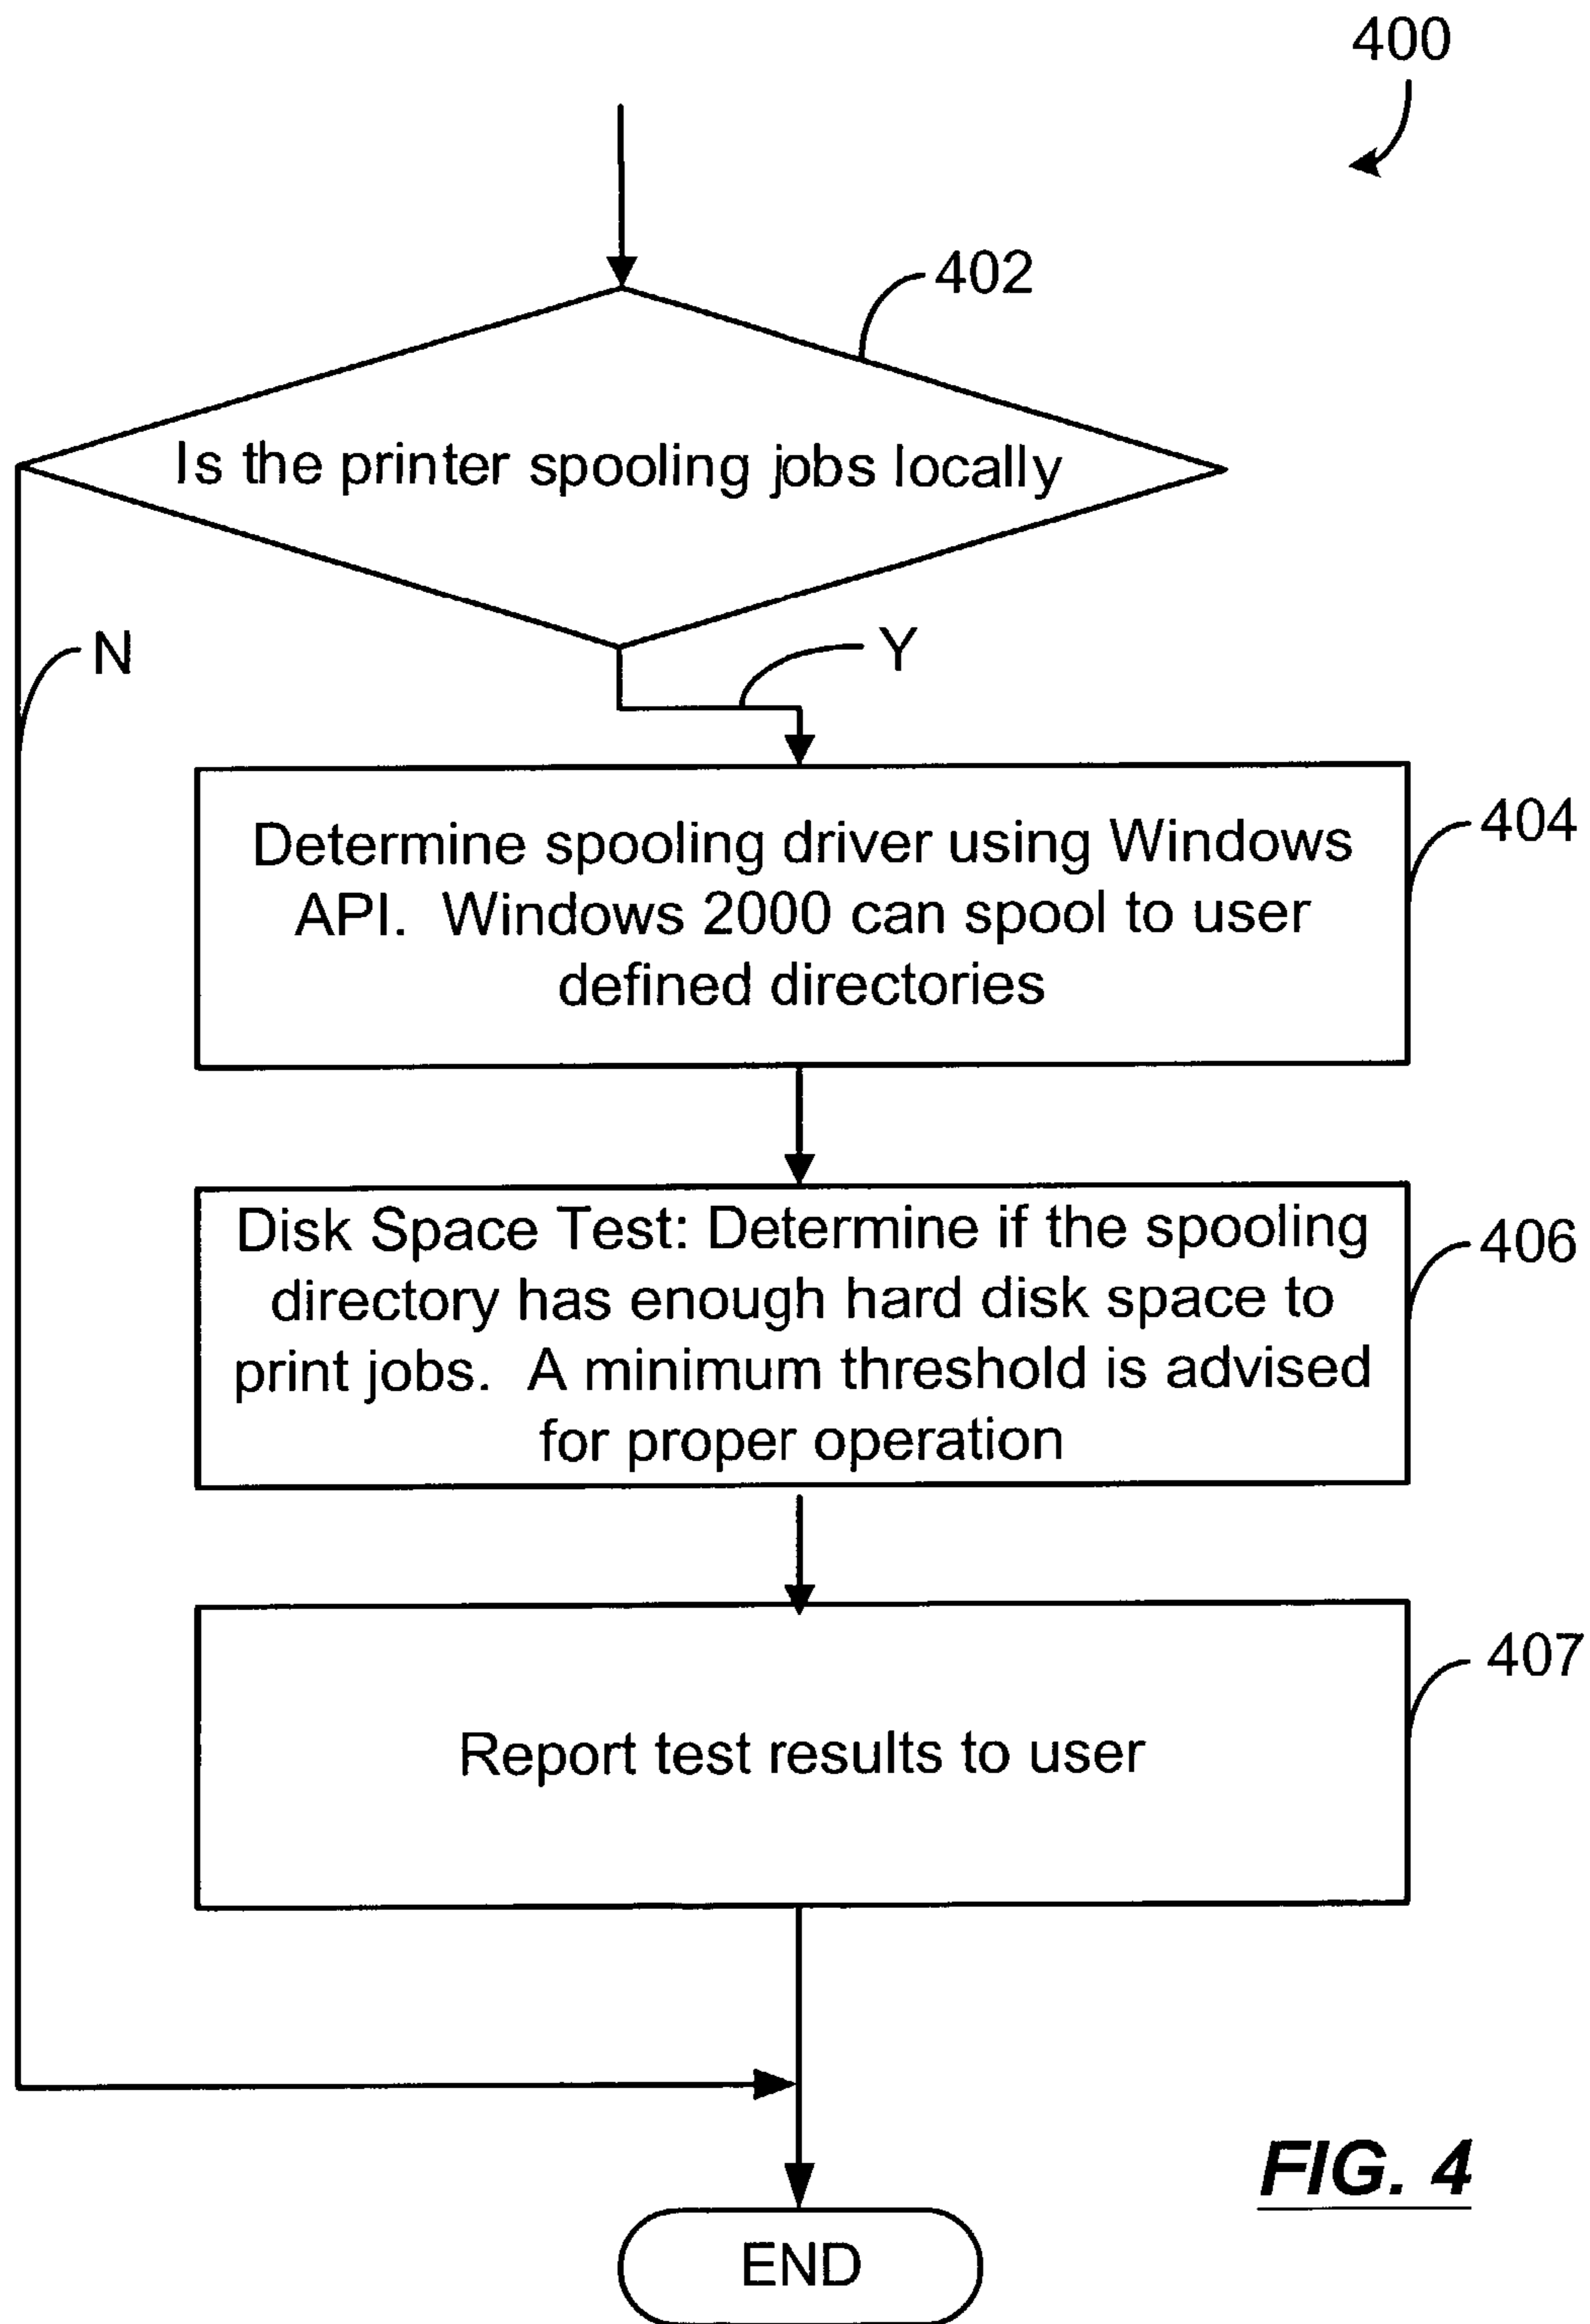 400
402
Is the printer spooling jobs locally
N
Y
Determine spooling driver using Windows
API.  Windows 2000 can spool to user
defined directories
404
Disk Space Test: Determine if the spooling
directory has enough hard disk space to
print jobs.  A minimum threshold is advised
for proper operation
406
Report test results to user
407
FIG. 4
END